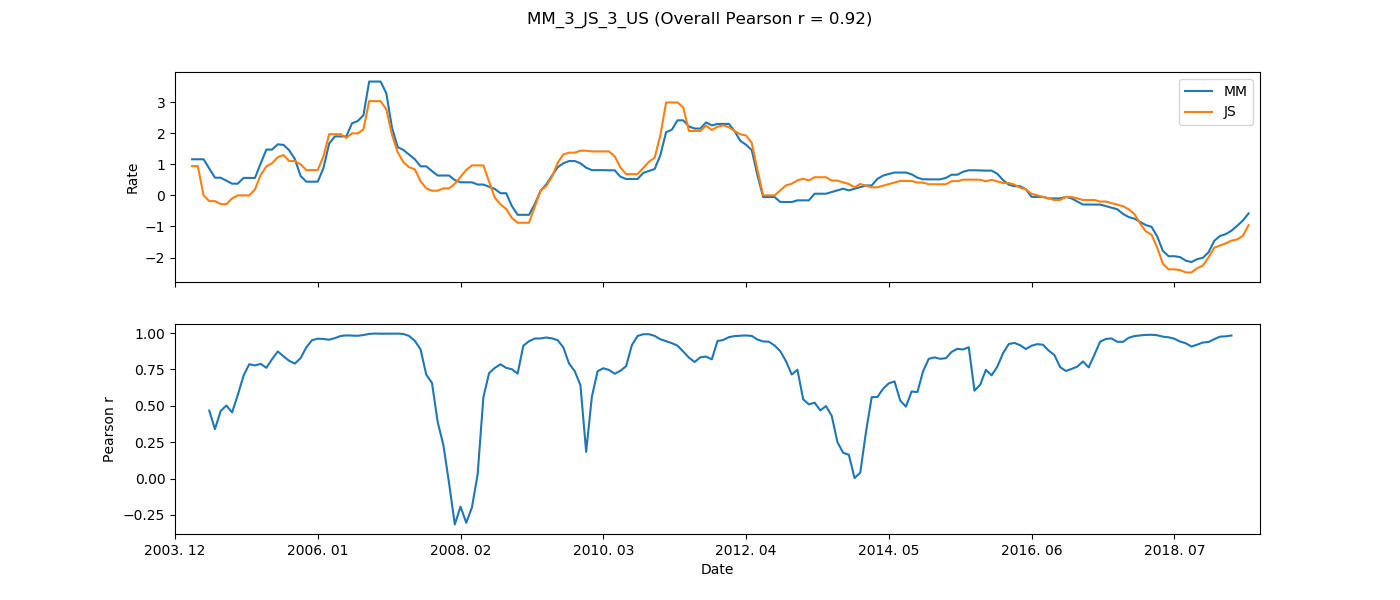 MM_3_JS_3_US (Overall Pearson r = 0.92)
MM
JS
Rate
3
2
1
0
−1
−2
Pearson r
1.00
0.75
0.50
0.25
0.00
−0.25
2003. 12 2006. 01 2008. 02 2010. 03 2012. 04 2014. 05 2016. 06 2018. 07
Date